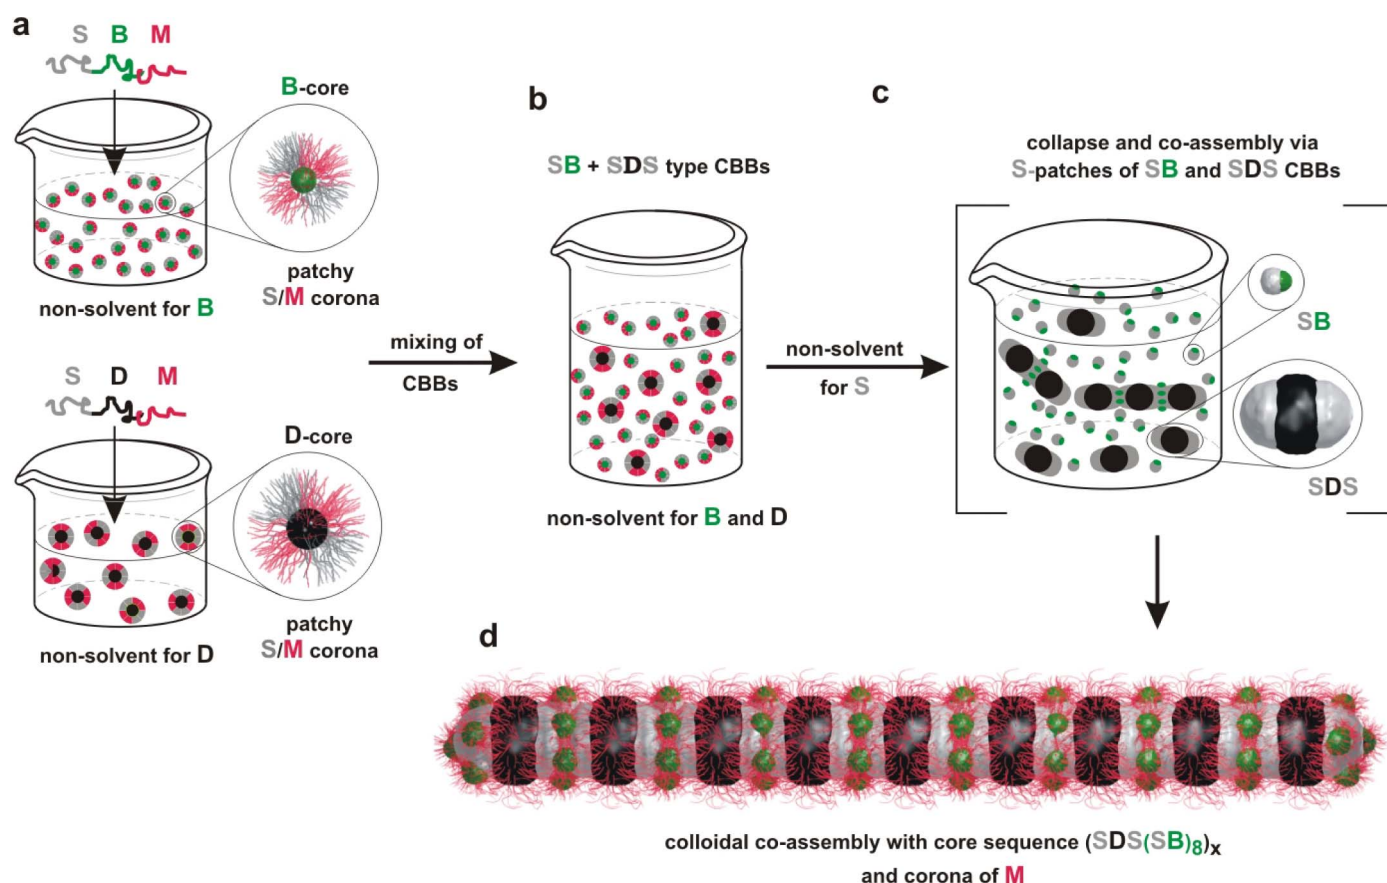 a
S B M
B-core
patchy
S/M corona
non-solvent for B
S D M
D-core
patchy
S/M corona
non-solvent for D
mixing of
CBBs
b
SB + SDS type CBBs
non-solvent for B and D
non-solvent
for S
c
collapse and co-assembly via
S-patches of SB and SDS CBBs
SB
SDS
d
colloidal co-assembly with core sequence (SDS(SB)8)x
and corona of M